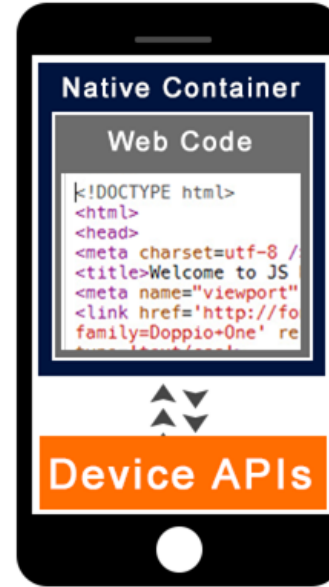 Native Container
Web Code
<!DOCTYPE html>
<html>
<head>
<meta charset=utf-8 /
<title>Welcome to JS
<meta name="viewport"
<link href='http://fo
family=Doppio+One' re
Device APIs